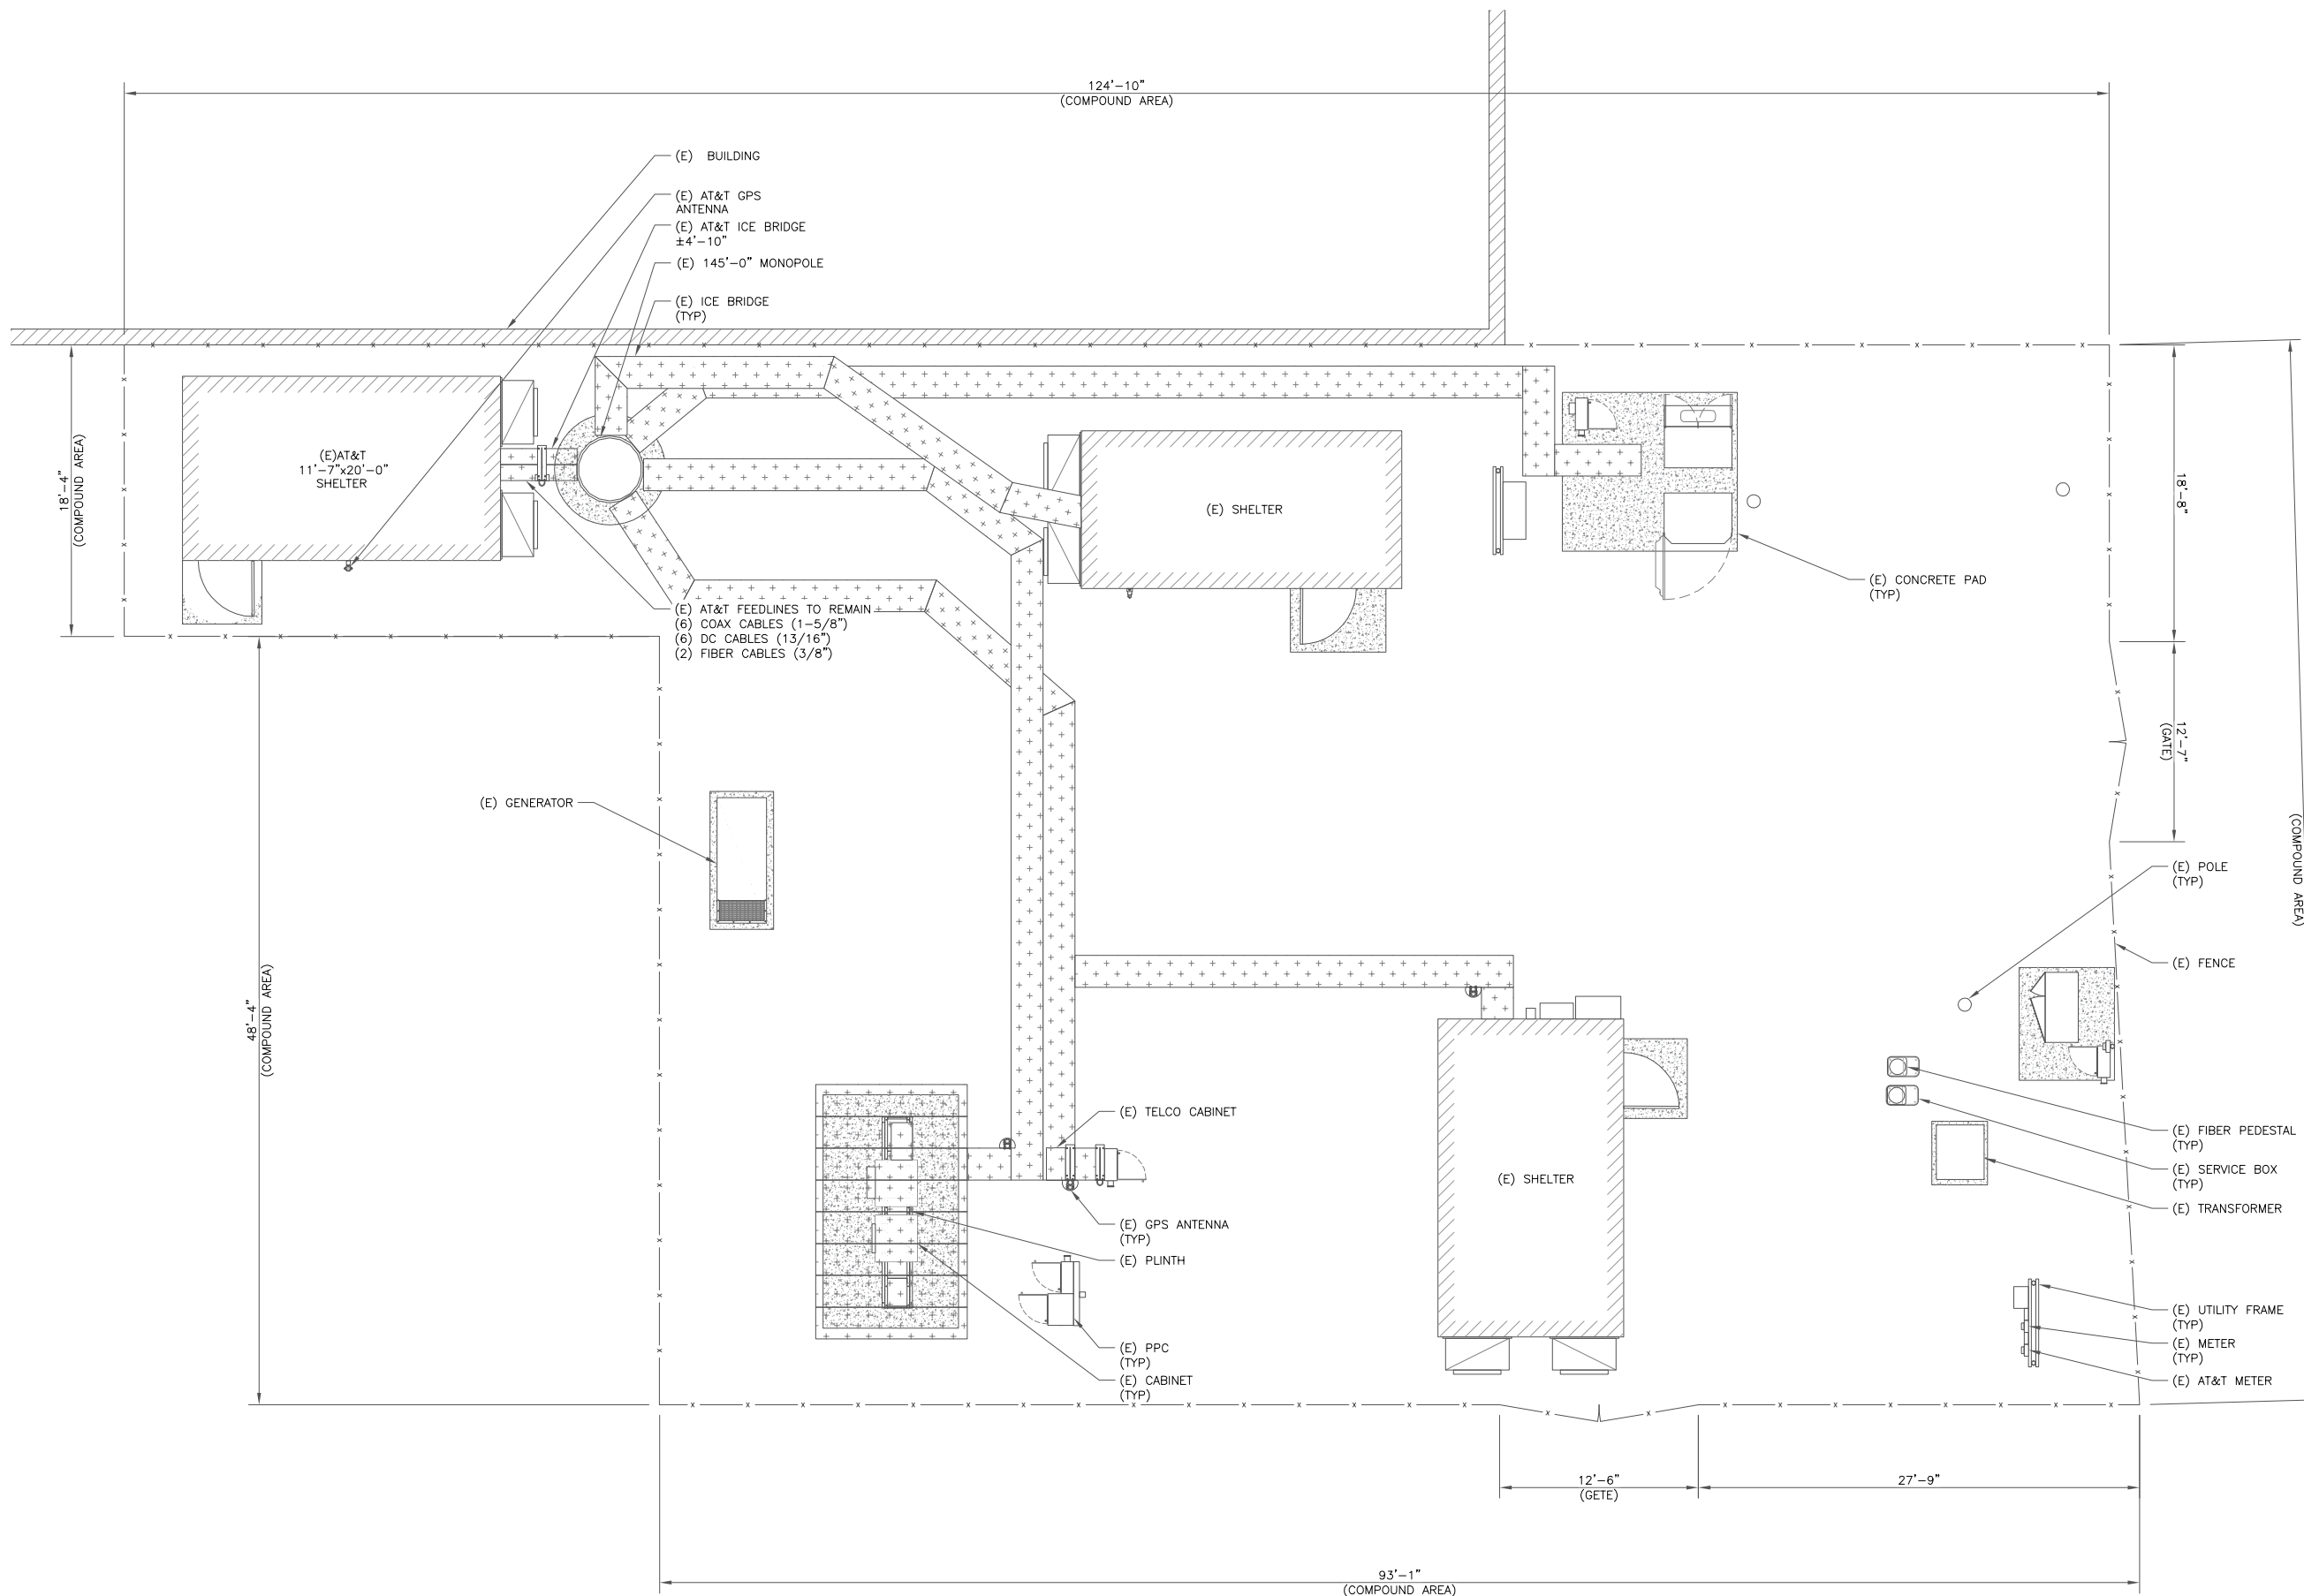 124'-10"
(COMPOUND AREA)
(E) BUILDING
(E) AT&T GPS
ANTENNA
(E) AT&T ICE BRIDGE
±4'-10"
(E) 145'-0" MONOPOLE
(E) ICE BRIDGE
(TYP)
18'-4"
(COMPOUND AREA)
(E)AT&T
11'-7"x20'-0"
SHELTER
(E) SHELTER
18'-8"
(E) CONCRETE PAD
(TYP)
(E) AT&T FEEDLINES TO REMAIN
(6) COAX CABLES (1-5/8")
(6) DC CABLES (13/16")
(2) FIBER CABLES (3/8")
12'-7"
(GATE)
(COMPOUND AREA)
(E) GENERATOR
(E) POLE
(TYP)
(E) FENCE
48'-4"
(COMPOUND AREA)
(E) TELCO CABINET
(E) FIBER PEDESTAL
(TYP)
(E) SERVICE BOX
(TYP)
(E) SHELTER
(E) TRANSFORMER
(E) GPS ANTENNA
(TYP)
(E) PLINTH
(E) UTILITY FRAME
(TYP)
(E) METER
(TYP)
(E) PPC
(TYP)
(E) CABINET
(TYP)
(E) AT&T METER
12'-6"
(GETE)
27'-9"
93'-1"
(COMPOUND AREA)